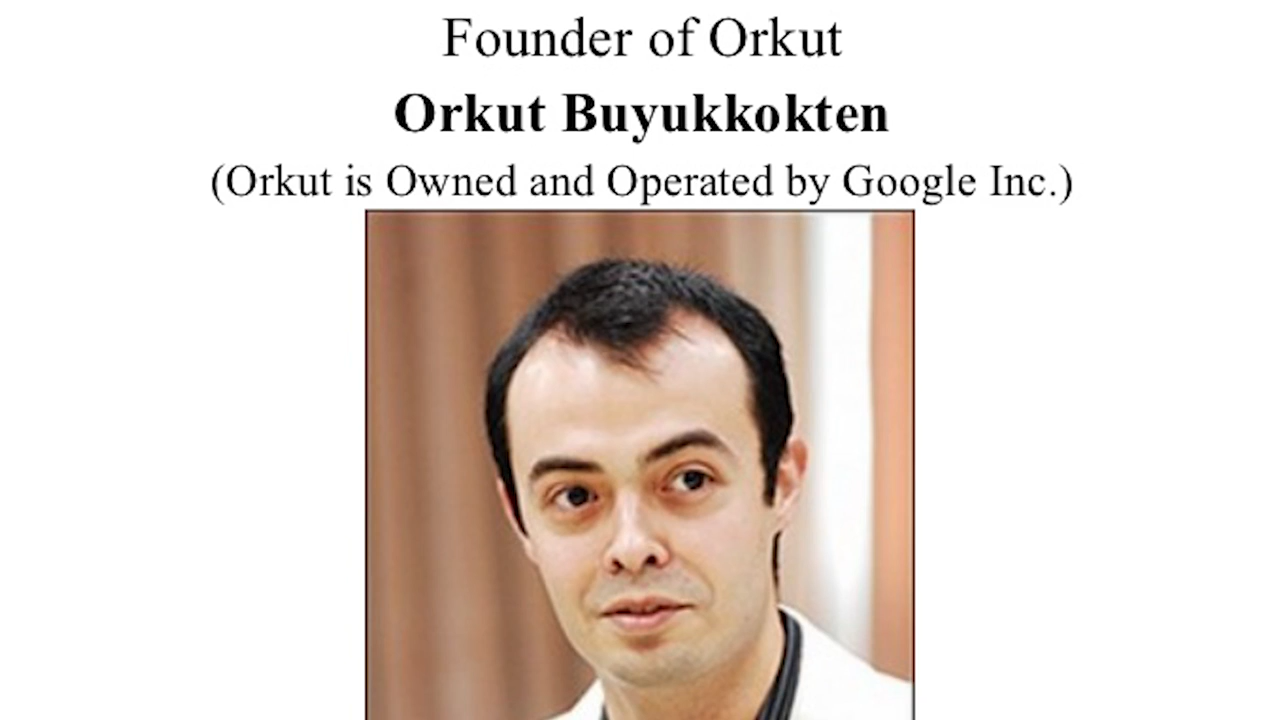 Founder of Orkut
Orkut Buyukkokten
(Orkut is Owned and Operated by Google Inc.)